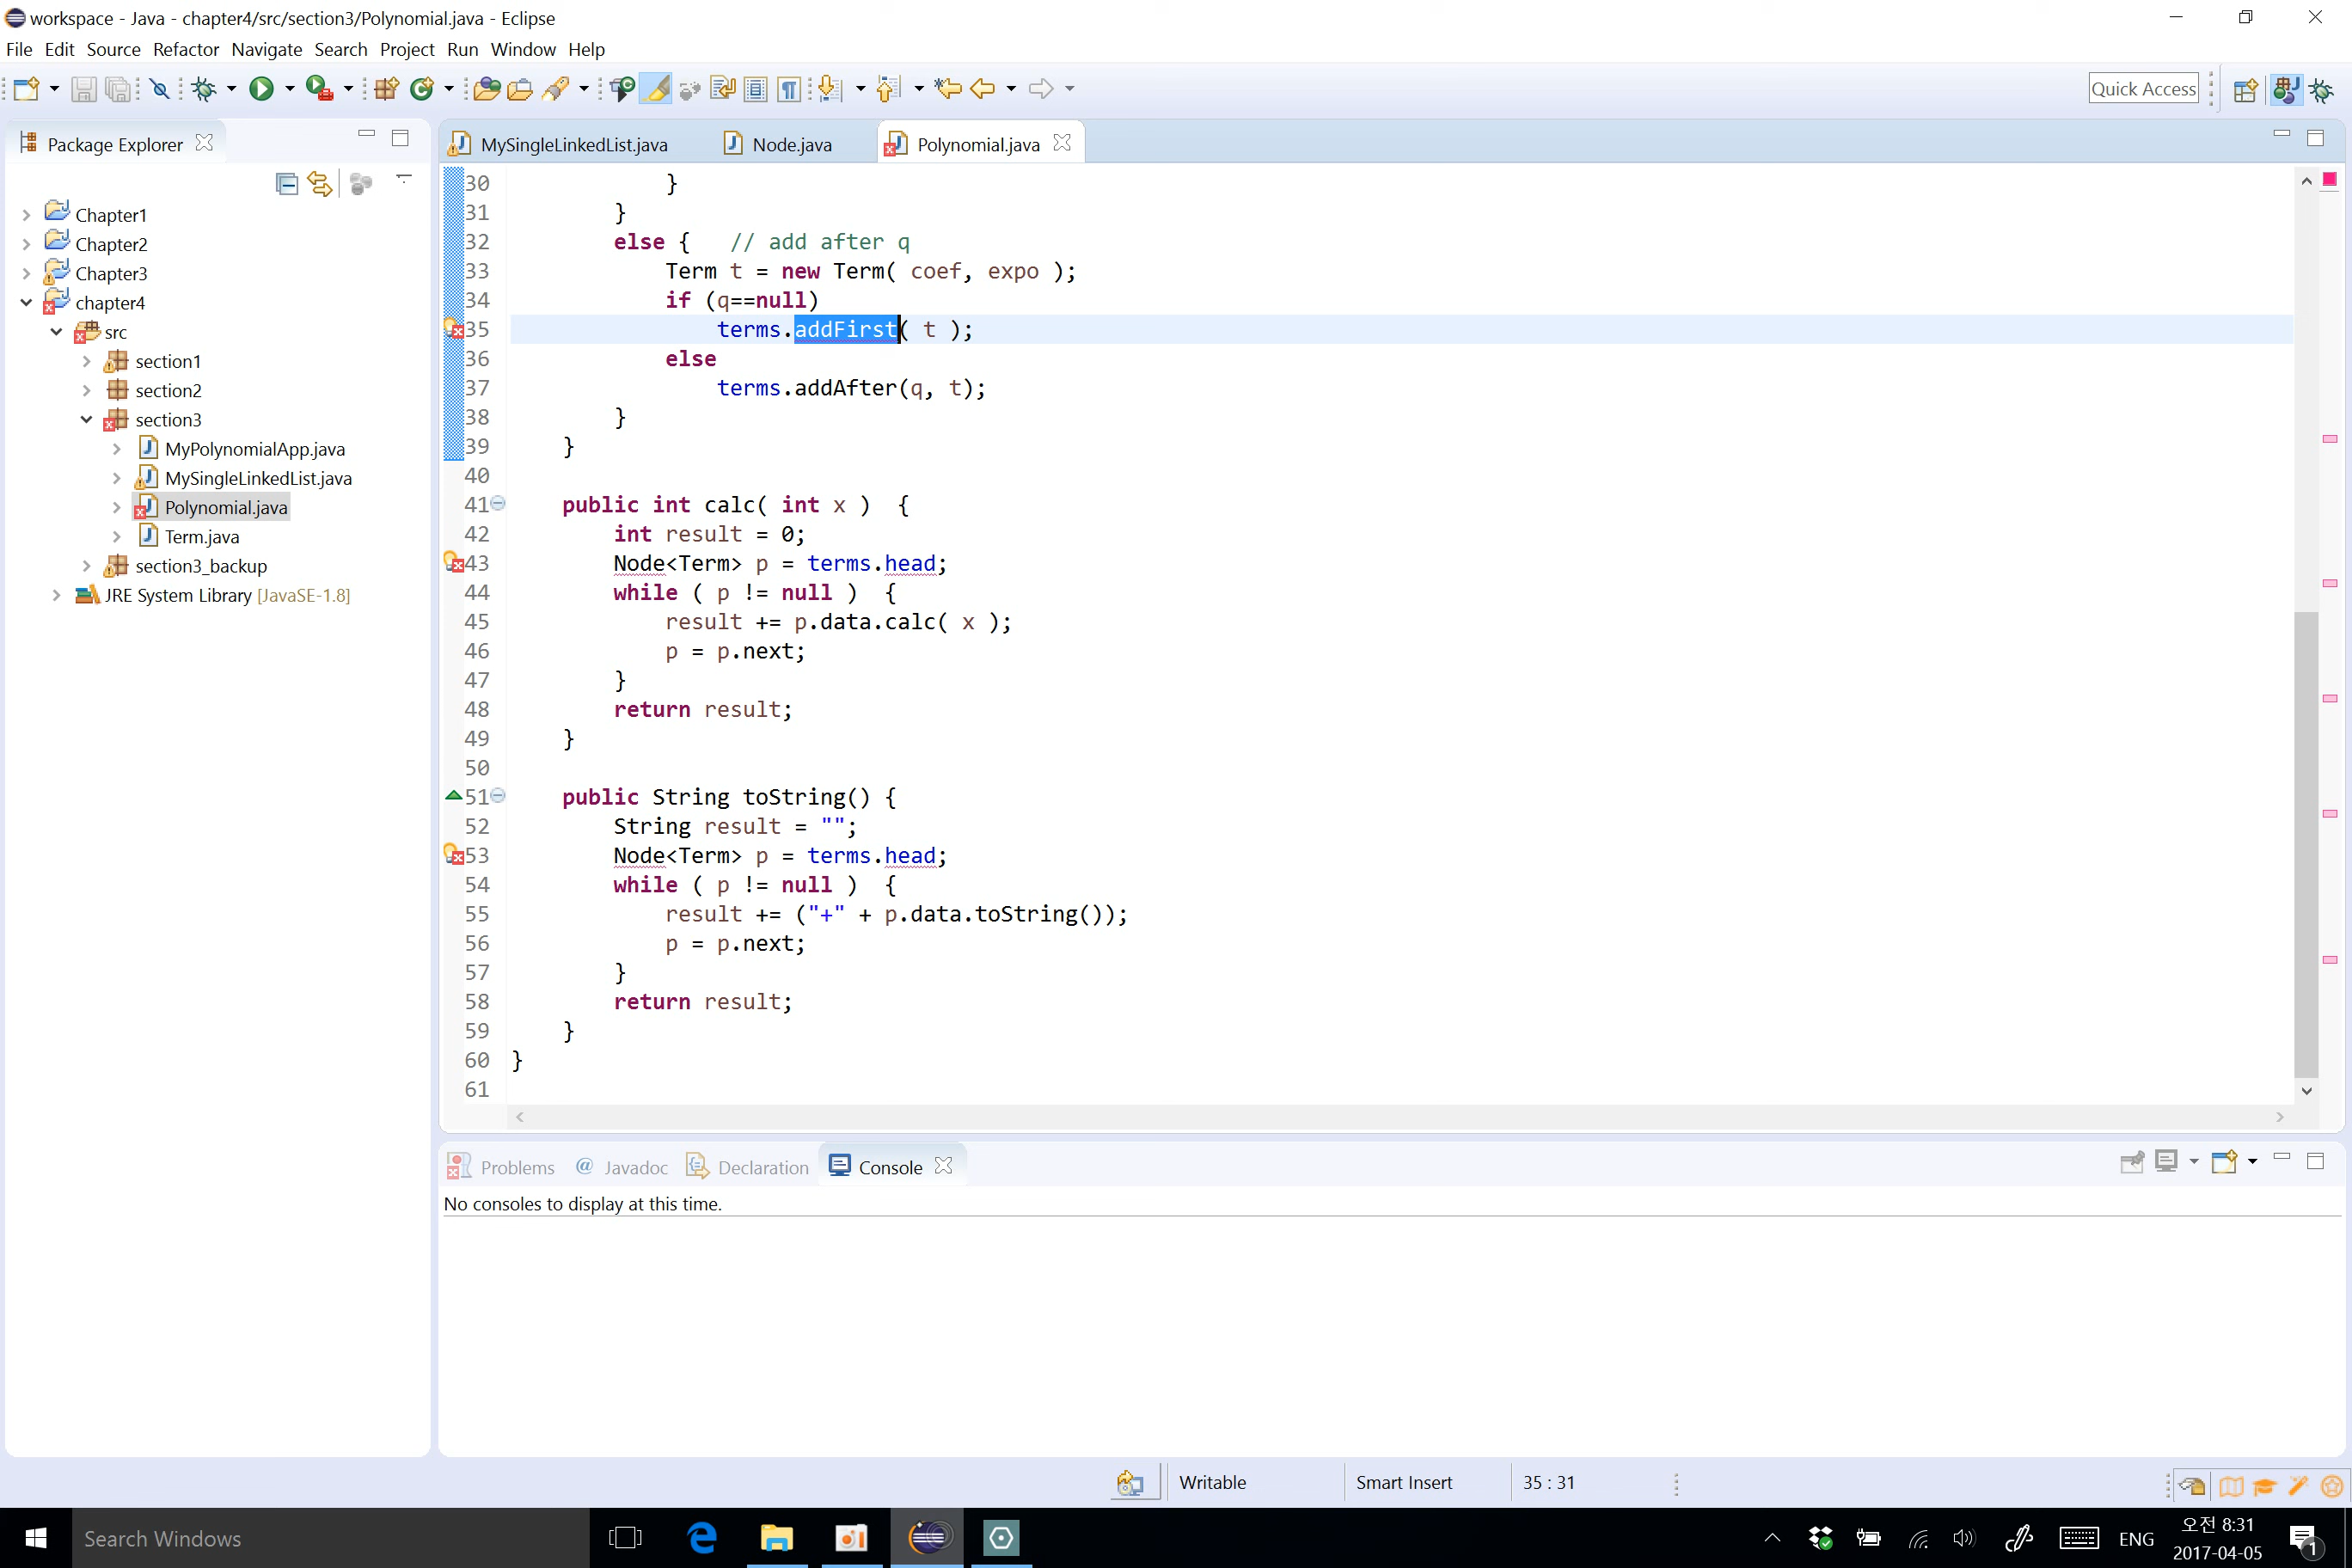 workspace - Java - chapter4/src/section3/Polynomial.java - Eclipse
File Edit Source Refactor Navigate Search Project Run Window Help
Quick Access
Package Explorer
MySingleLinkedList.java
Node.java
Polynomial.java
Chapter1
Chapter2
Chapter3
chapter4
src
section1
section2
section3
MyPolynomialApp.java
MySingleLinkedList.java
Polynomial.java
Term.java
section3_backup
JRE System Library [JavaSE-1.8]
30 }
31 }
32 else { // add after q
33 Term t = new Term( coef, expo );
34 if (q==null)
35 terms.addFirst( t );
36 else
37 terms.addAfter(q, t);
38 }
39 }
40
41 public int calc( int x ) {
42 int result = 0;
43 Node<Term> p = terms.head;
44 while ( p != null ) {
45 result += p.data.calc( x );
46 p = p.next;
47 }
48 return result;
49 }
50
51 public String toString() {
52 String result = "";
53 Node<Term> p = terms.head;
54 while ( p != null ) {
55 result += ("+" + p.data.toString());
56 p = p.next;
57 }
58 return result;
59 }
60 }
61
Problems @ Javadoc Declaration Console
No consoles to display at this time.
Writable Smart Insert 35 : 31
Search Windows
ENG
오전 8:31
2017-04-05
1